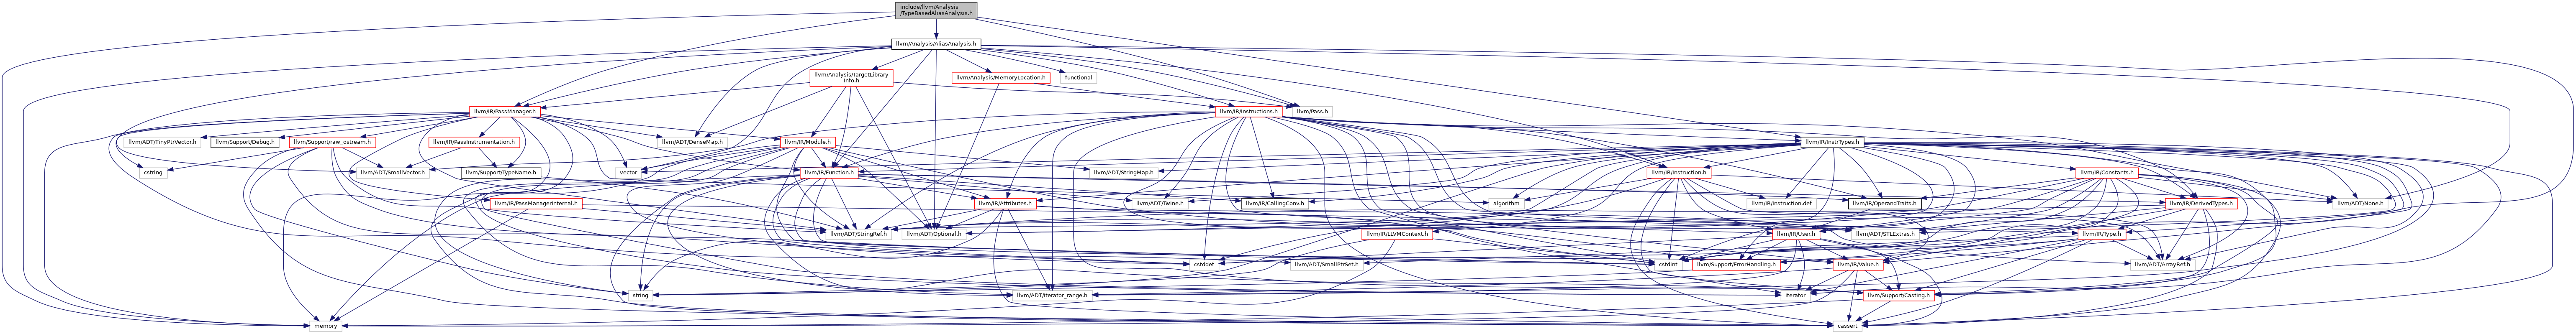 include/llvm/Analysis
/TypeBasedAliasAnalysis.h
llvm/Analysis/AliasAnalysis.h
llvm/Analysis/TargetLibrary
Info.h
llvm/Analysis/MemoryLocation.h
functional
llvm/IR/PassManager.h
llvm/IR/Instructions.h
llvm/Pass.h
llvm/ADT/TinyPtrVector.h
llvm/Support/Debug.h
llvm/Support/raw_ostream.h
llvm/IR/PassInstrumentation.h
llvm/ADT/DenseMap.h
llvm/IR/Module.h
llvm/IR/InstrTypes.h
cstring
llvm/ADT/SmallVector.h
llvm/Support/TypeName.h
vector
llvm/IR/Function.h
llvm/ADT/StringMap.h
llvm/IR/Instruction.h
llvm/IR/Constants.h
llvm/IR/PassManagerInternal.h
llvm/IR/Attributes.h
llvm/ADT/Twine.h
llvm/IR/CallingConv.h
algorithm
llvm/IR/Instruction.def
llvm/IR/OperandTraits.h
llvm/IR/DerivedTypes.h
llvm/ADT/None.h
llvm/ADT/StringRef.h
llvm/ADT/Optional.h
llvm/IR/LLVMContext.h
llvm/IR/User.h
llvm/ADT/STLExtras.h
llvm/IR/Type.h
cstddef
llvm/ADT/SmallPtrSet.h
cstdint
llvm/Support/ErrorHandling.h
llvm/IR/Value.h
llvm/ADT/ArrayRef.h
string
llvm/ADT/iterator_range.h
iterator
llvm/Support/Casting.h
memory
cassert